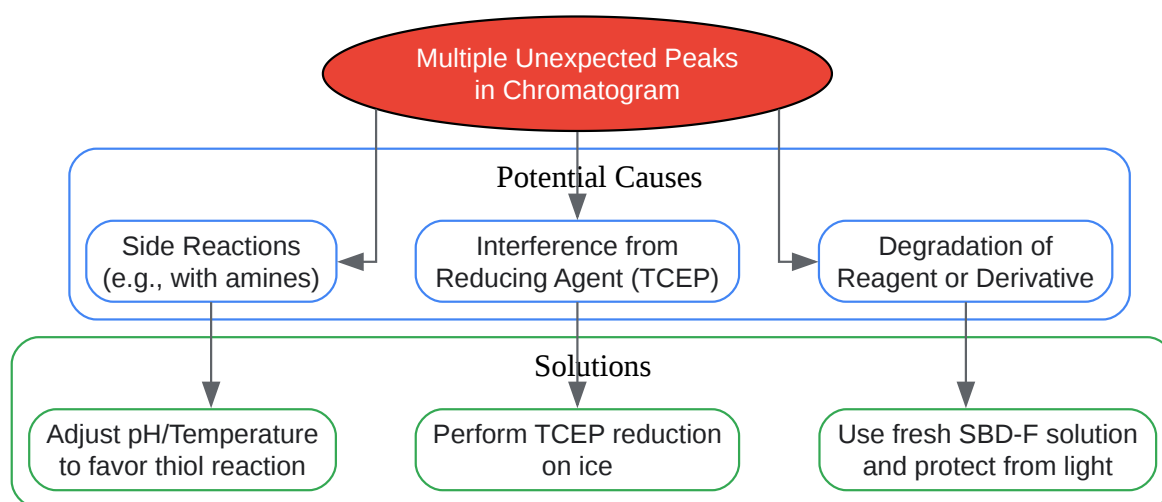 Multiple Unexpected Peaks
in Chromatogram
Potential Causes
Side Reactions
(e.g., with amines)
Interference from
Reducing Agent (TCEP)
Degradation of
Reagent or Derivative
Solutions
Adjust pH/Temperature
to favor thiol reaction
Perform TCEP reduction
on ice
Use fresh SBD-F solution
and protect from light